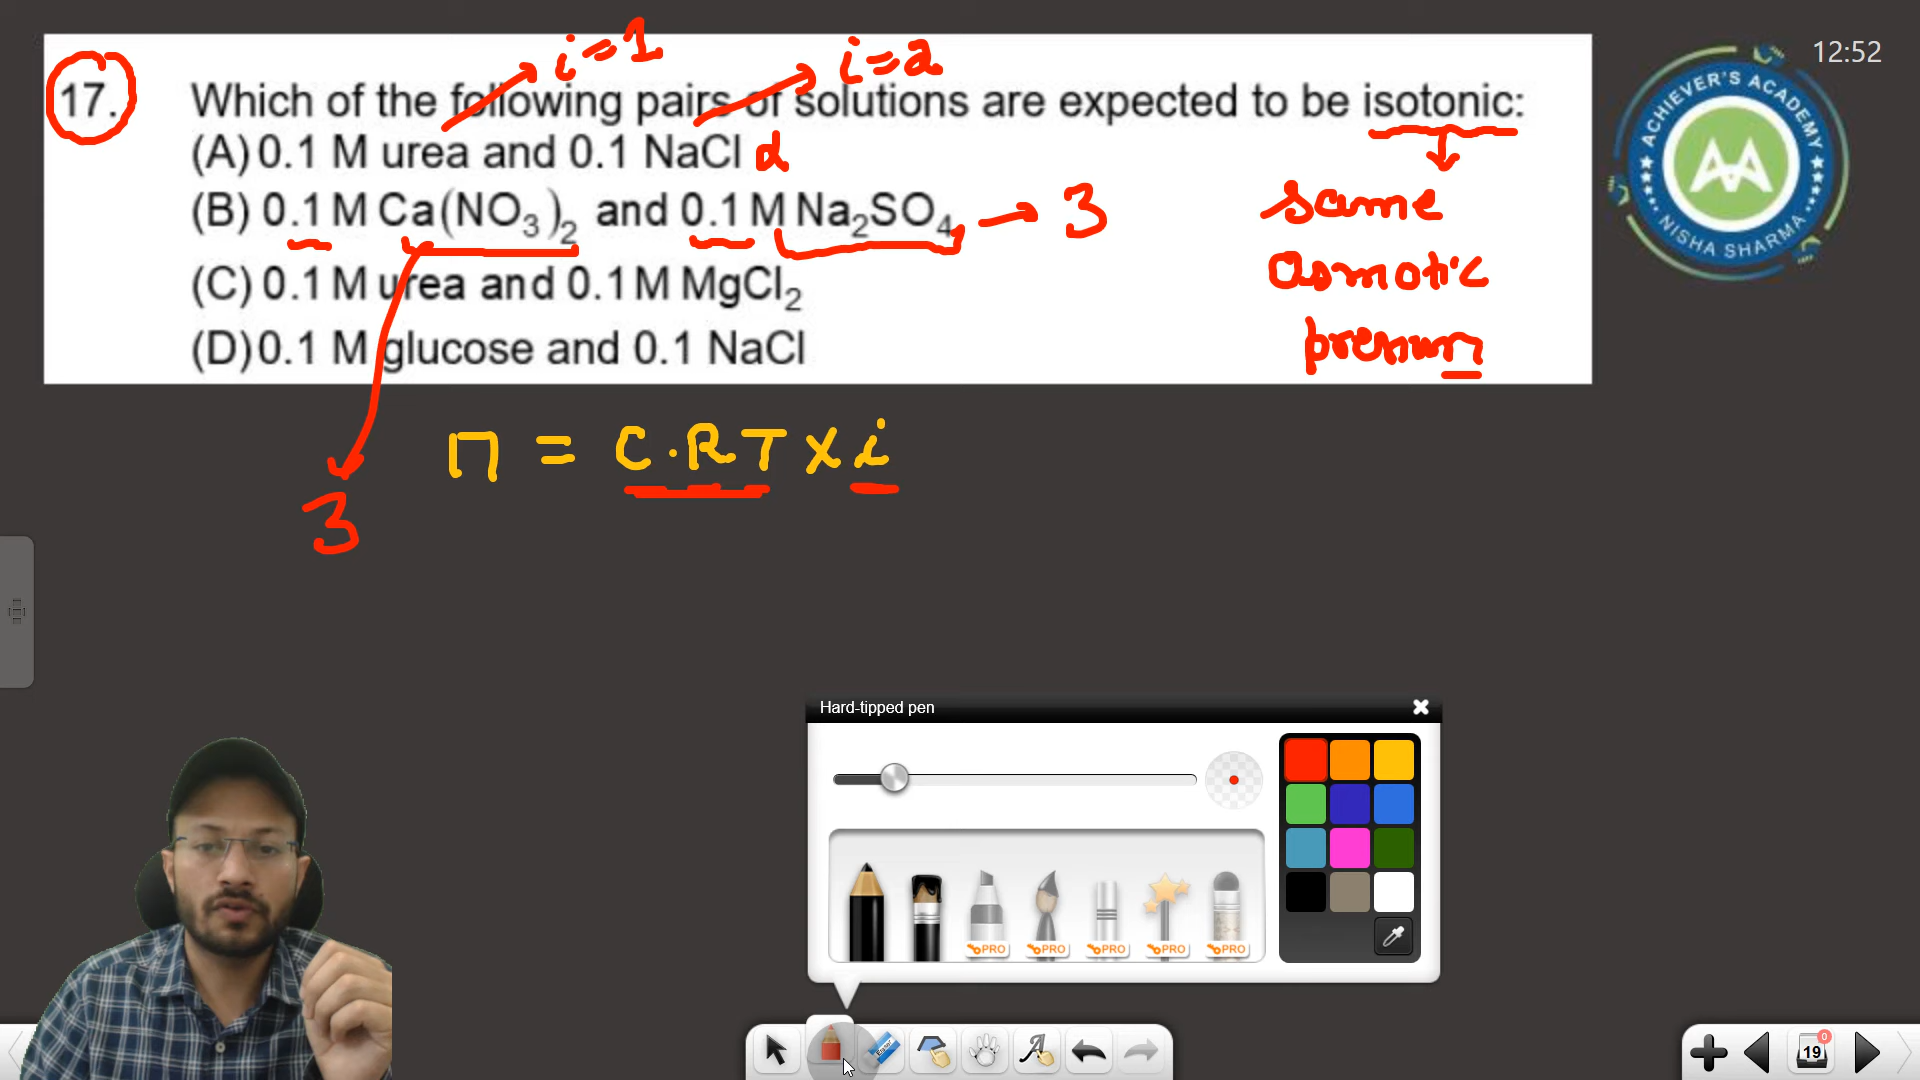 12:52
i=1
i=2
17. Which of the following pairs of solutions are expected to be isotonic:
(A) 0.1 M urea and 0.1 NaCl
(B) 0.1 M Ca(NO₃)₂ and 0.1 M Na₂SO₄ → 3
(C) 0.1 M urea and 0.1 M MgCl₂
(D) 0.1 M glucose and 0.1 NaCl
same
osmotic
3
π = C.RT x i
ACHIEVER'S ACADEMY
AA
NISHA SHARMA
Hard-tipped pen
PRO
PRO
PRO
PRO
PRO
19
0